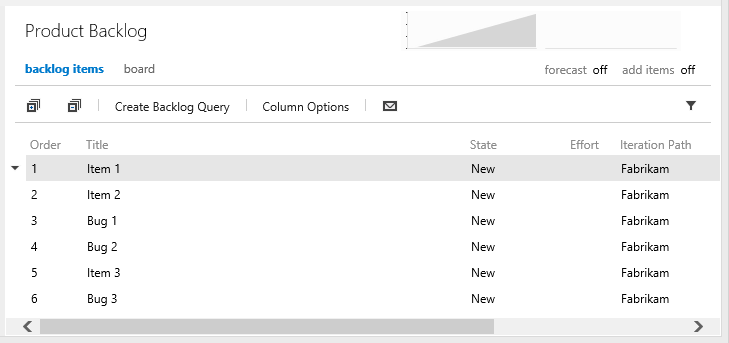 Product Backlog
backlog items board forecast off add items off
Create Backlog Query Column Options
Order Title State Effort Iteration Path
1 Item 1 New Fabrikam
2 Item 2 New Fabrikam
3 Bug 1 New Fabrikam
4 Bug 2 New Fabrikam
5 Item 3 New Fabrikam
6 Bug 3 New Fabrikam